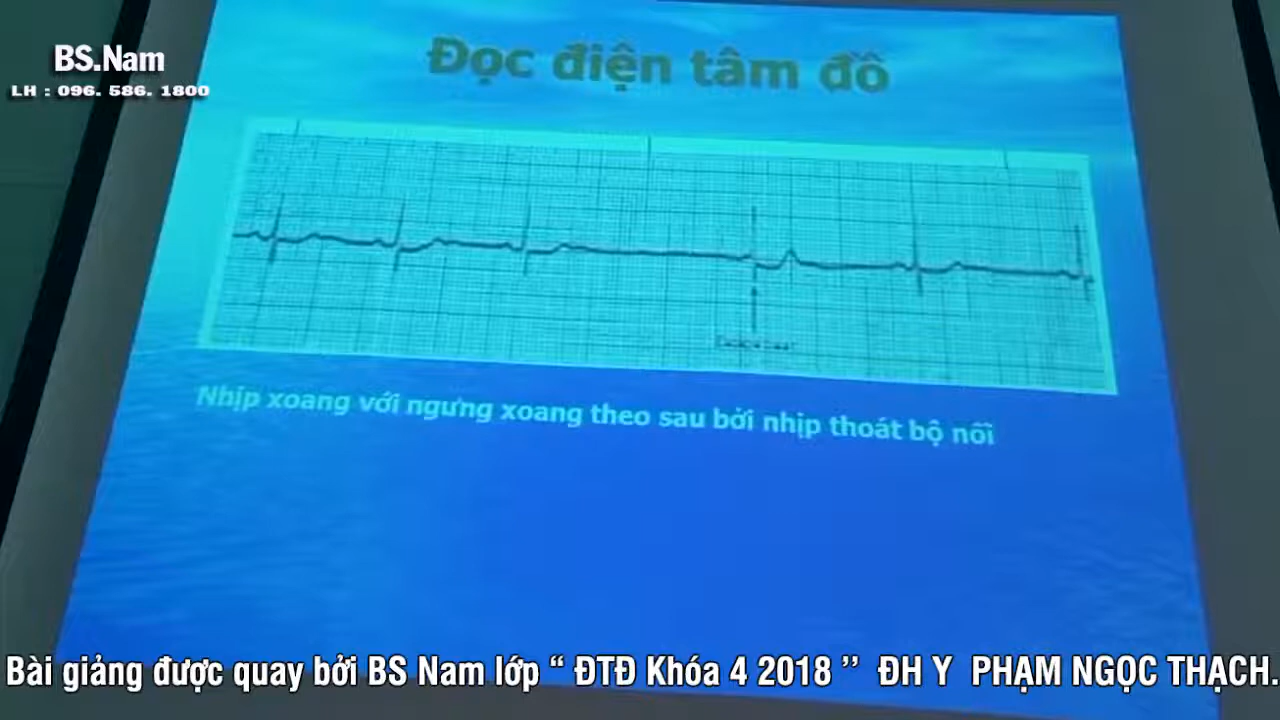 BS.Nam
LH : 096. 586. 1800
Đọc điện tâm đồ
Nhịp xoang với ngưng xoang theo sau bởi nhịp thoát bộ nối
Bài giảng được quay bởi BS Nam lớp “ ĐTĐ Khóa 4 2018 ’’ ĐH Y PHẠM NGỌC THẠCH.